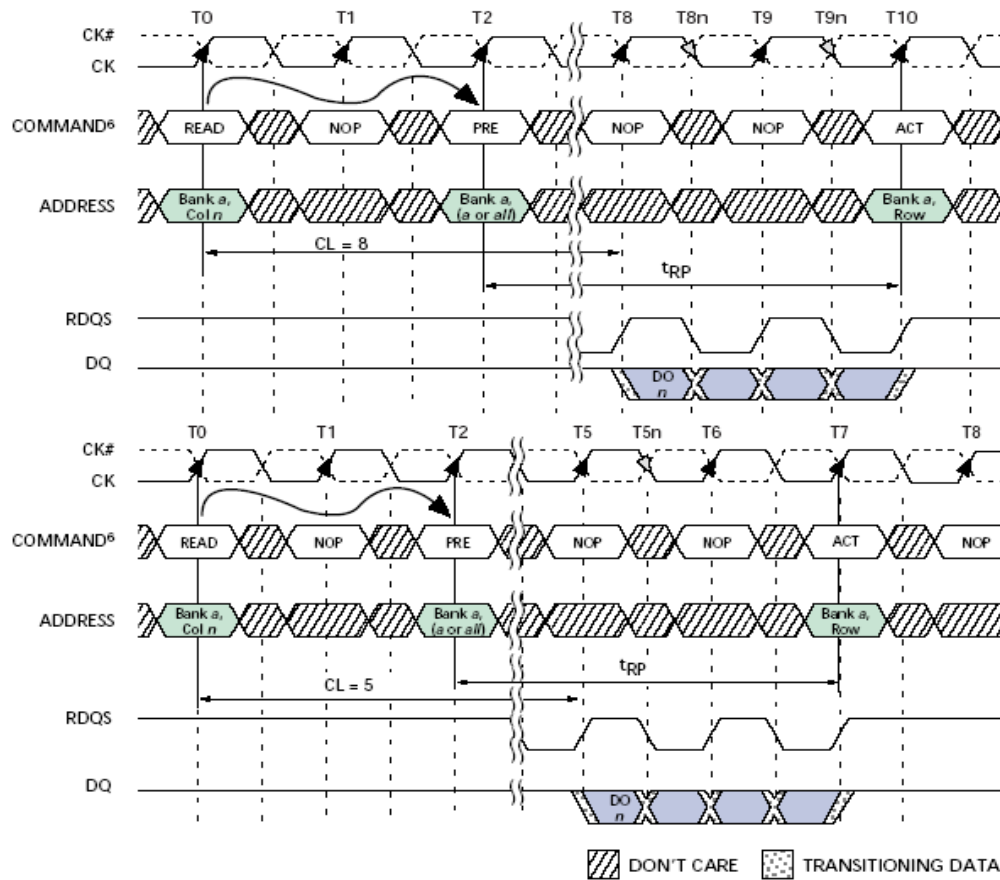 T0 T1 T2 T8 T8n T9 T9n T10
CK#
CK
COMMAND⁶ READ NOP PRE NOP NOP ACT
ADDRESS Bank a, Col n Bank a, (a or all) Bank a, Row
CL = 8
tRP
RDQS
DQ
DO n
T0 T1 T2 T5 T5n T6 T7 T8
CK#
CK
COMMAND⁶ READ NOP PRE NOP NOP ACT NOP
ADDRESS Bank a, Col n Bank a, (a or all) Bank a, Row
tRP
CL = 5
RDQS
DQ
DO n
DON'T CARE TRANSITIONING DATA